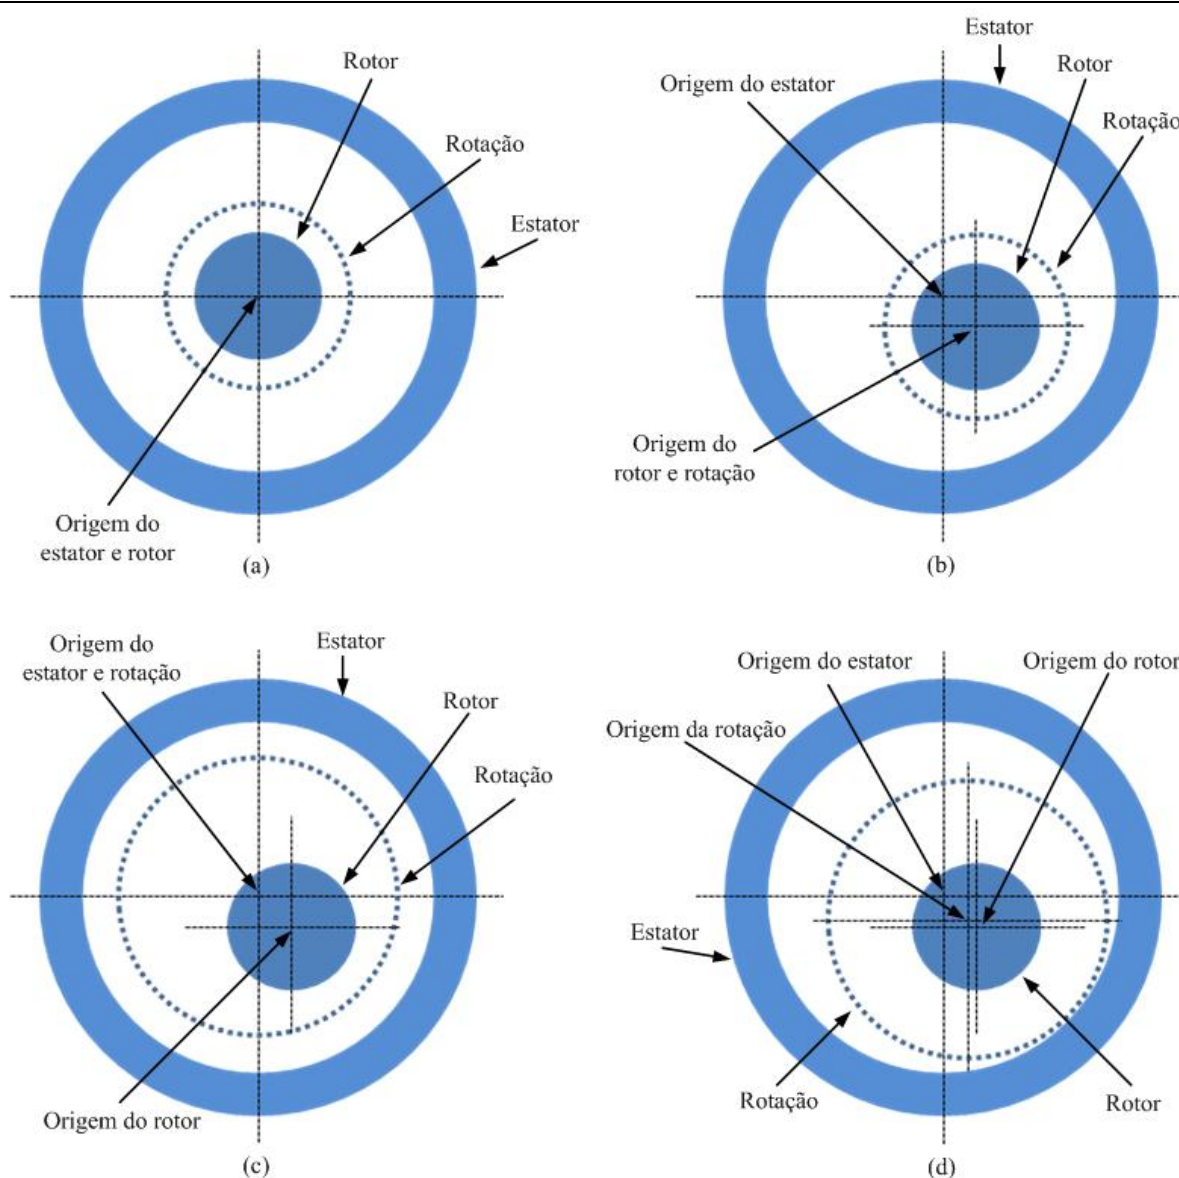 Rotor
Rotação
Estator
Origem do
estator e rotor
(a)
Estator
Origem do estator
Rotor
Rotação
Origem do
rotor e rotação
(b)
Origem do
estator e rotação
Estator
Rotor
Rotação
Origem do rotor
(c)
Origem do estator
Origem do rotor
Origem da rotação
Estator
Rotação
Rotor
(d)